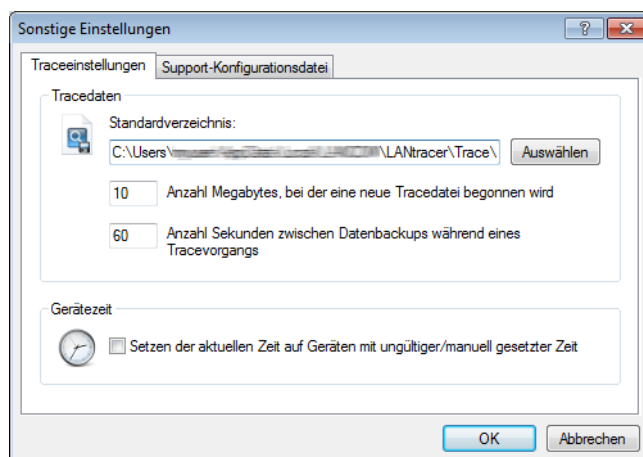 Sonstige Einstellungen
Traceeinstellungen
Support-Konfigurationsdatei
Tracedaten
Standardverzeichnis:
C:\Users\ \LANtracer\Trace\
Auswählen
10
Anzahl Megabytes, bei der eine neue Tracedatei begonnen wird
60
Anzahl Sekunden zwischen Datenbackups während eines
Tracevorgangs
Gerätezeit
Setzen der aktuellen Zeit auf Geräten mit ungültiger/manuell gesetzter Zeit
OK
Abbrechen